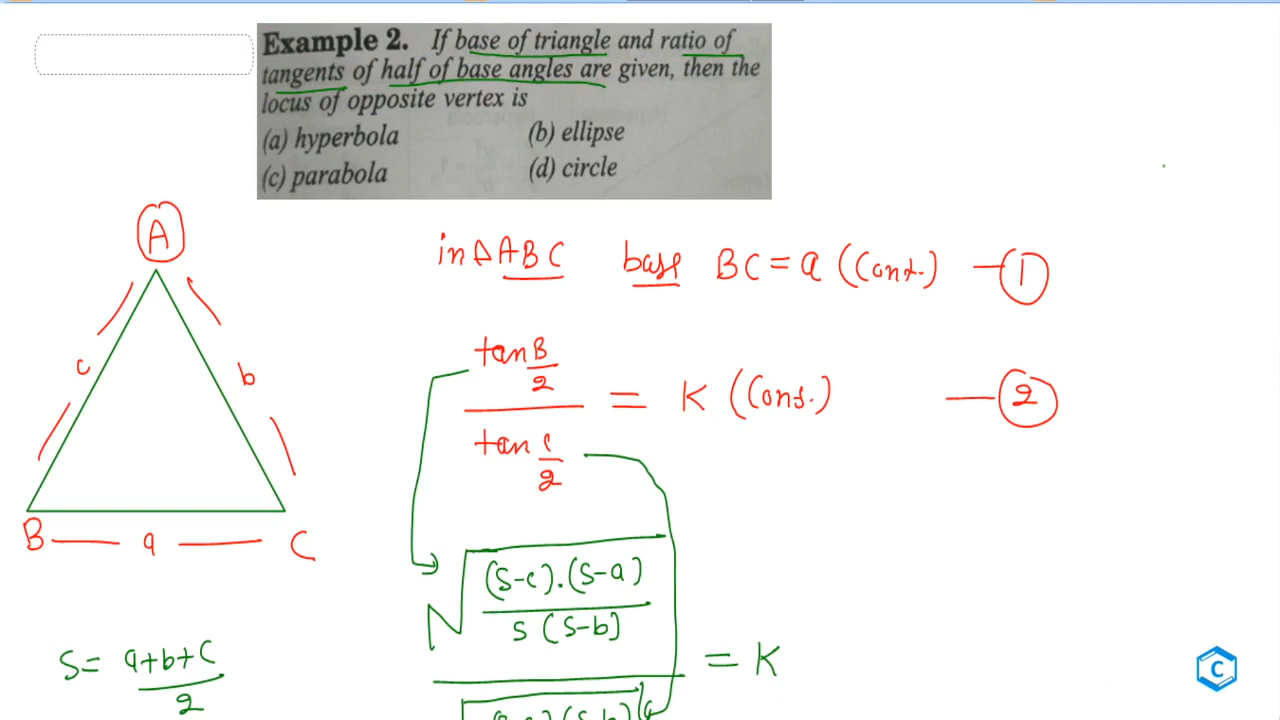 Example 2. If base of triangle and ratio of
tangents of half of base angles are given, then the
locus of opposite vertex is
(a) hyperbola (b) ellipse
(c) parabola (d) circle
A
in Δ ABC base BC = a (Const.) — 1
c b
tan B/2 / tan C/2 = K (Const.) — 2
B a C
√((s-c).(s-a) / s(s-b))
= K
s = a+b+c / 2
C